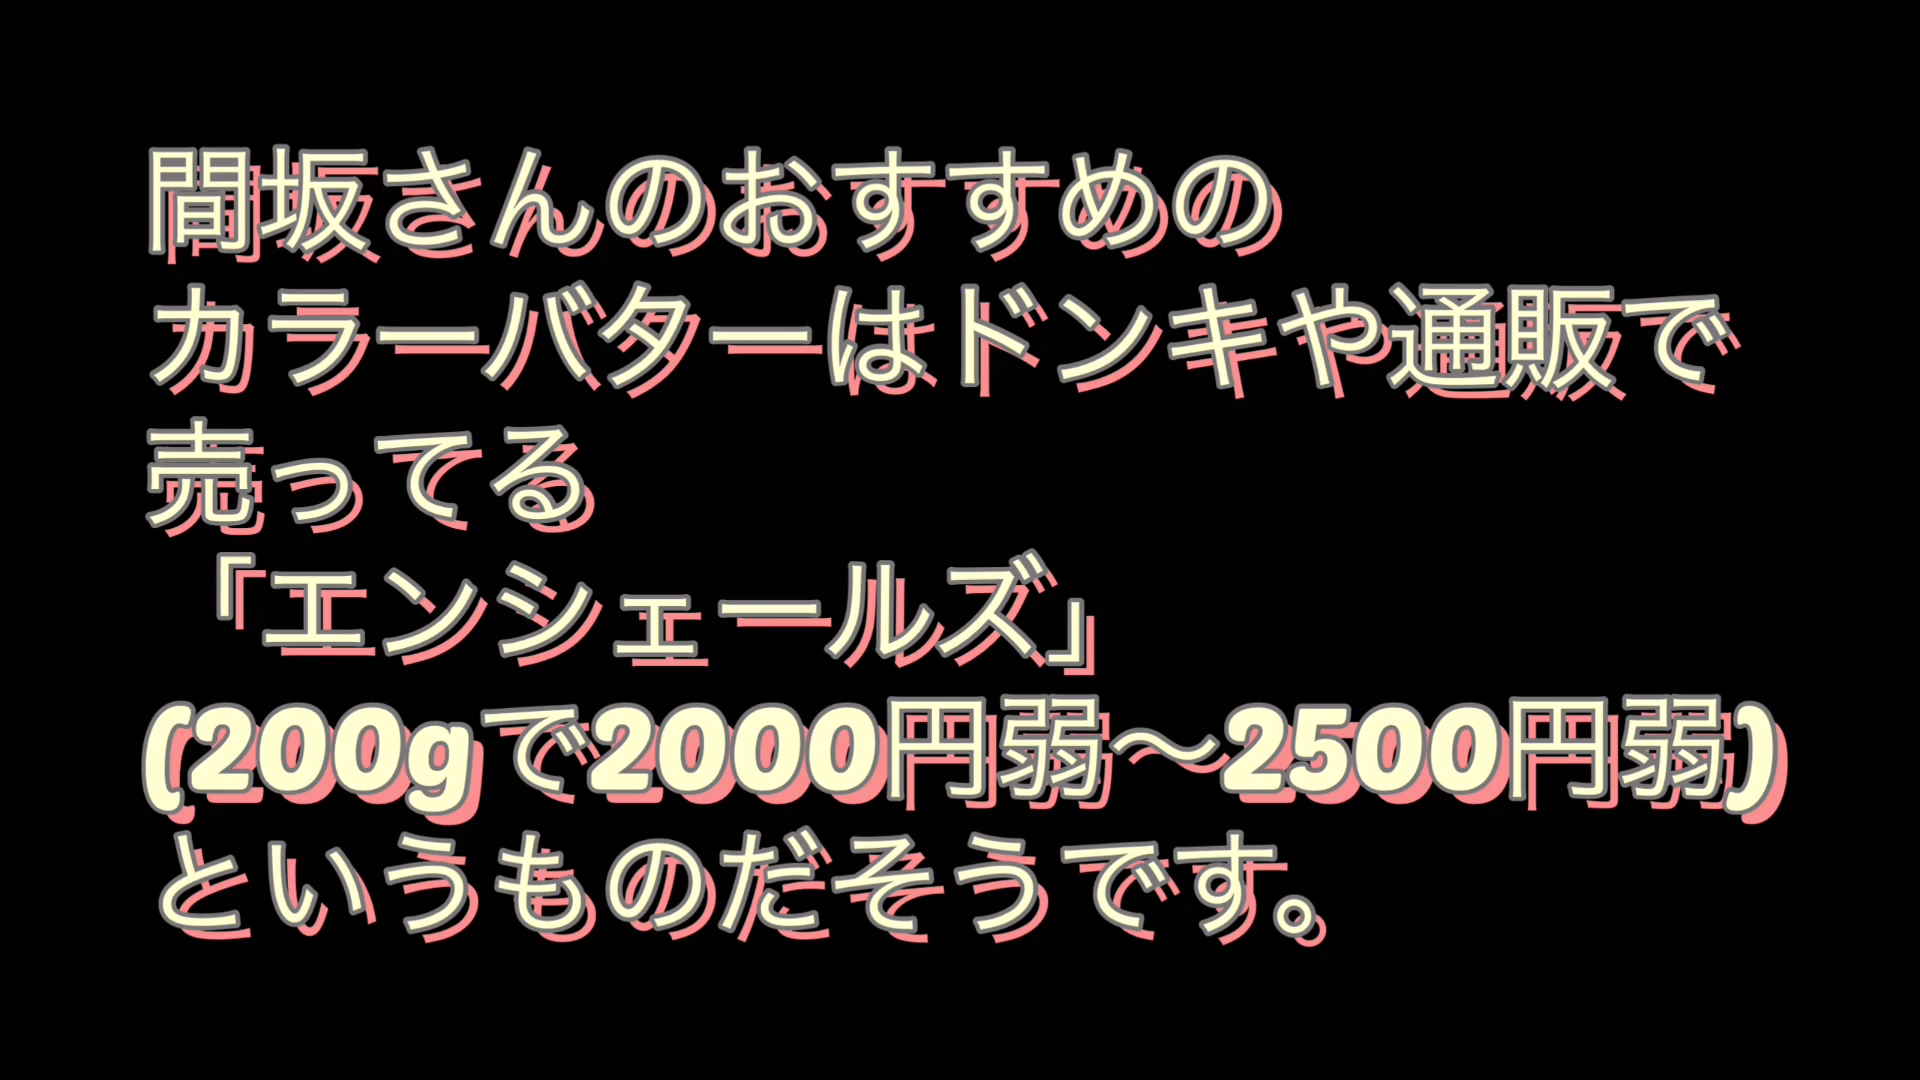 間坂さんのおすすめの
カラーバターはドンキや通販で
売ってる
「エンシェールズ」
(200gで2000円弱～2500円弱)
というものだそうです。